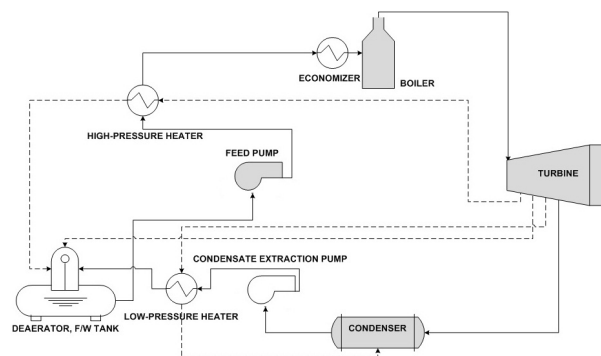 ECONOMIZER
BOILER
HIGH-PRESSURE HEATER
FEED PUMP
TURBINE
CONDENSATE EXTRACTION PUMP
LOW-PRESSURE HEATER
DEAERATOR, F/W TANK
CONDENSER